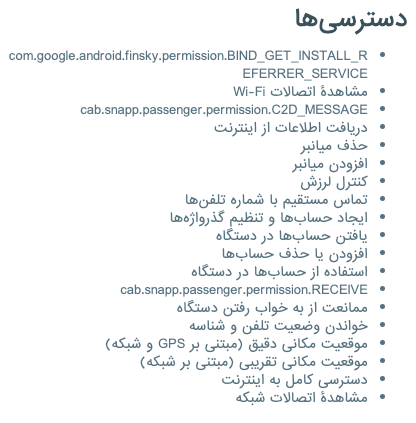 دسترسی‌ها
com.google.android.finsky.permission.BIND_GET_INSTALL_R
EFERRER_SERVICE
مشاهدهٔ اتصالات Wi-Fi
cab.snapp.passenger.permission.C2D_MESSAGE
دریافت اطلاعات از اینترنت
حذف میانبر
افزودن میانبر
کنترل لرزش
تماس مستقیم با شماره تلفن‌ها
ایجاد حساب‌ها و تنظیم گذرواژه‌ها
یافتن حساب‌ها در دستگاه
افزودن یا حذف حساب‌ها
استفاده از حساب‌ها در دستگاه
cab.snapp.passenger.permission.RECEIVE
ممانعت از به خواب رفتن دستگاه
خواندن وضعیت تلفن و شناسه
موقعیت مکانی دقیق (مبتنی بر GPS و شبکه)
موقعیت مکانی تقریبی (مبتنی بر شبکه)
دسترسی کامل به اینترنت
مشاهدهٔ اتصالات شبکه